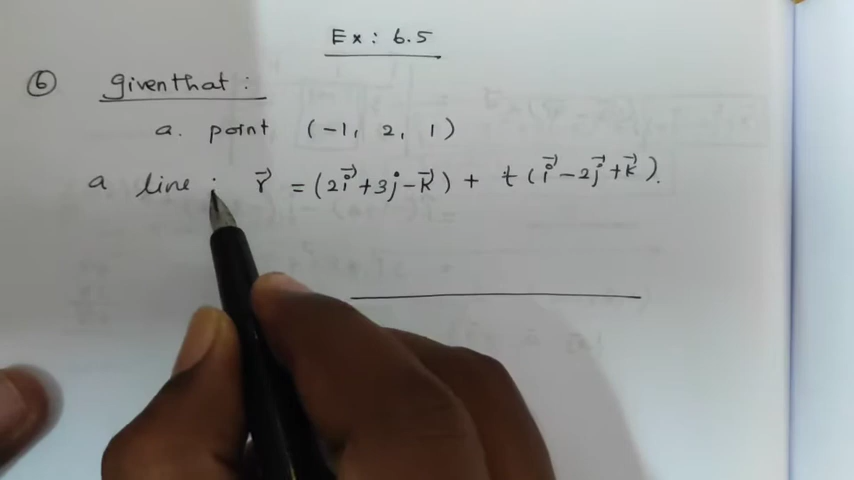 Ex: 6.5
⑥ Given that :
a. point (-1, 2, 1)
a line : r⃗ = (2i⃗ + 3j - k⃗) + t (i⃗ - 2j⃗ + k⃗).